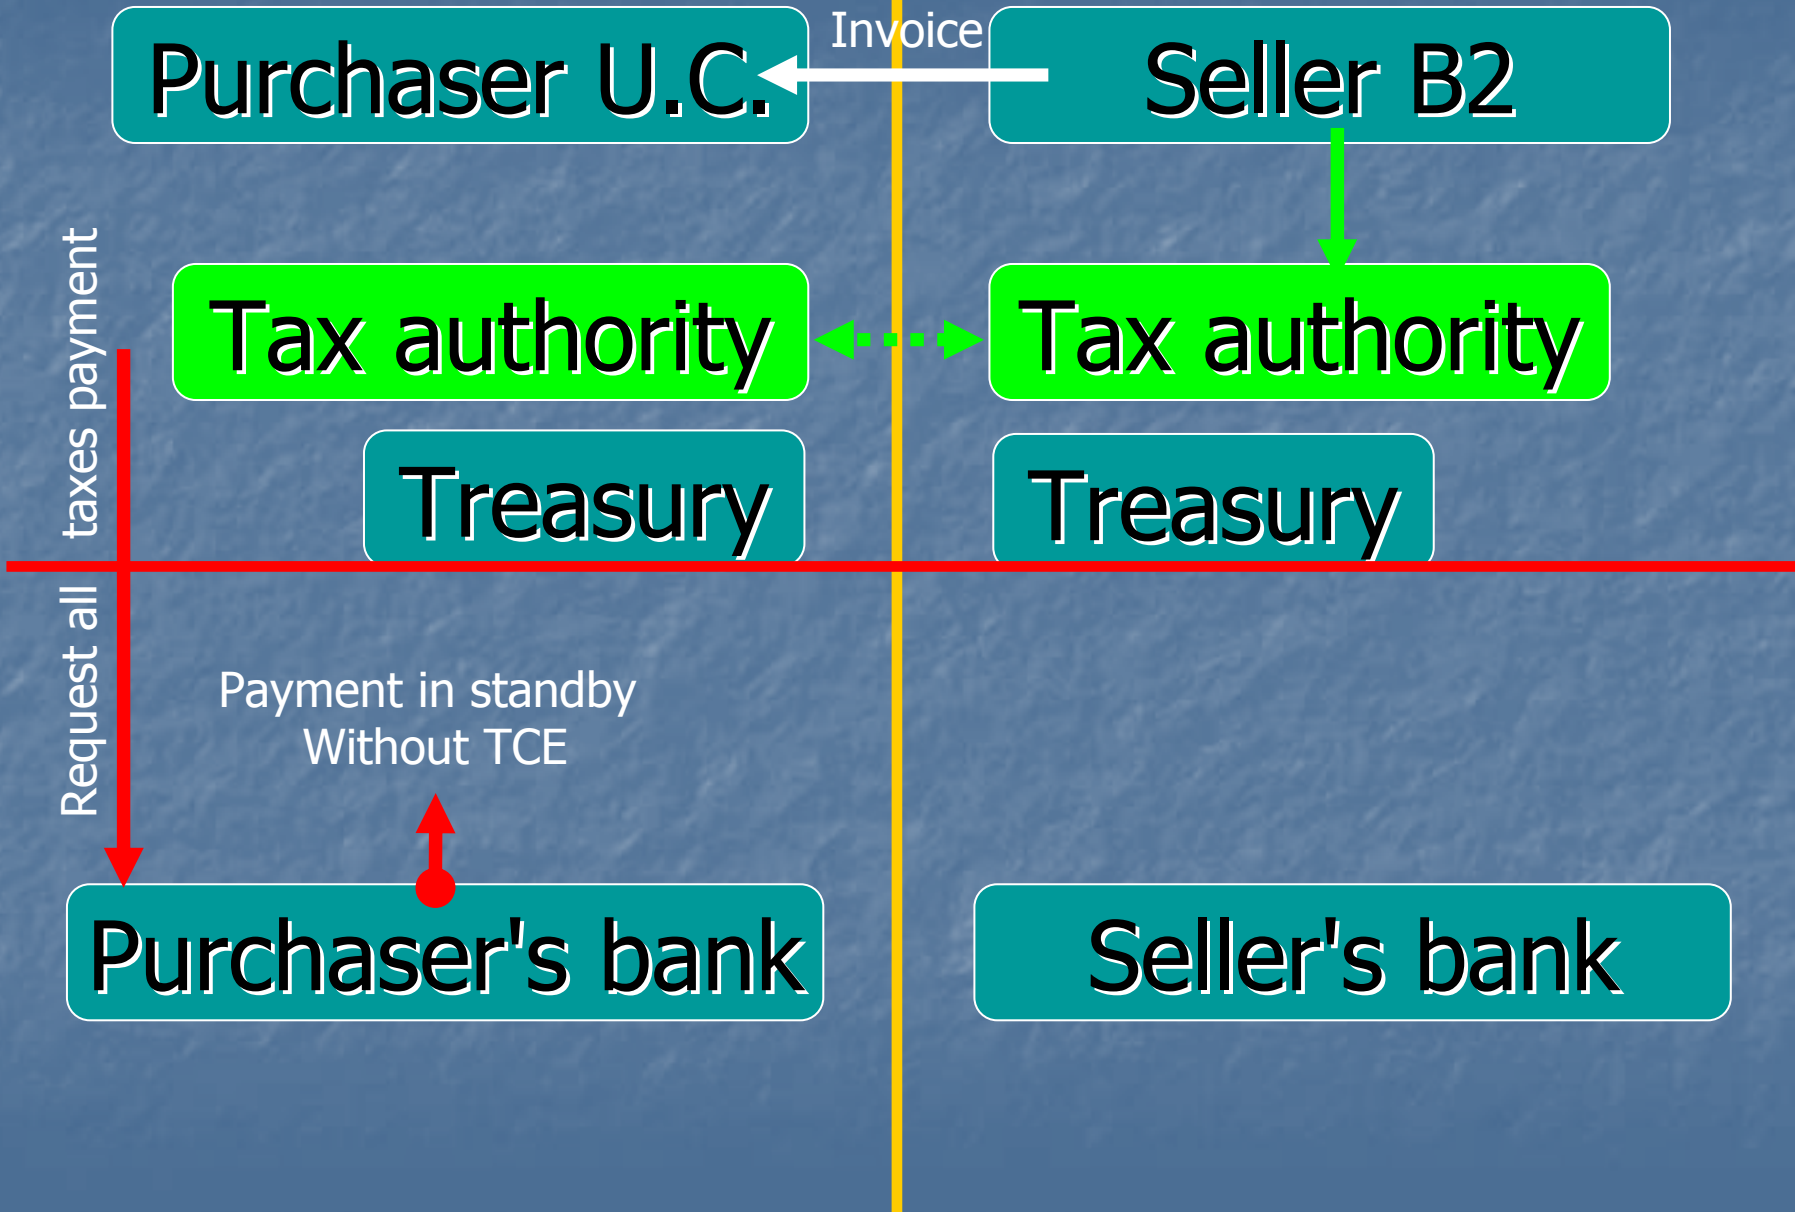 Invoice
Purchaser U.C.
Seller B2
Tax authority
Tax authority
Treasury
Treasury
Request all taxes payment
Payment in standby
Without TCE
Purchaser's bank
Seller's bank